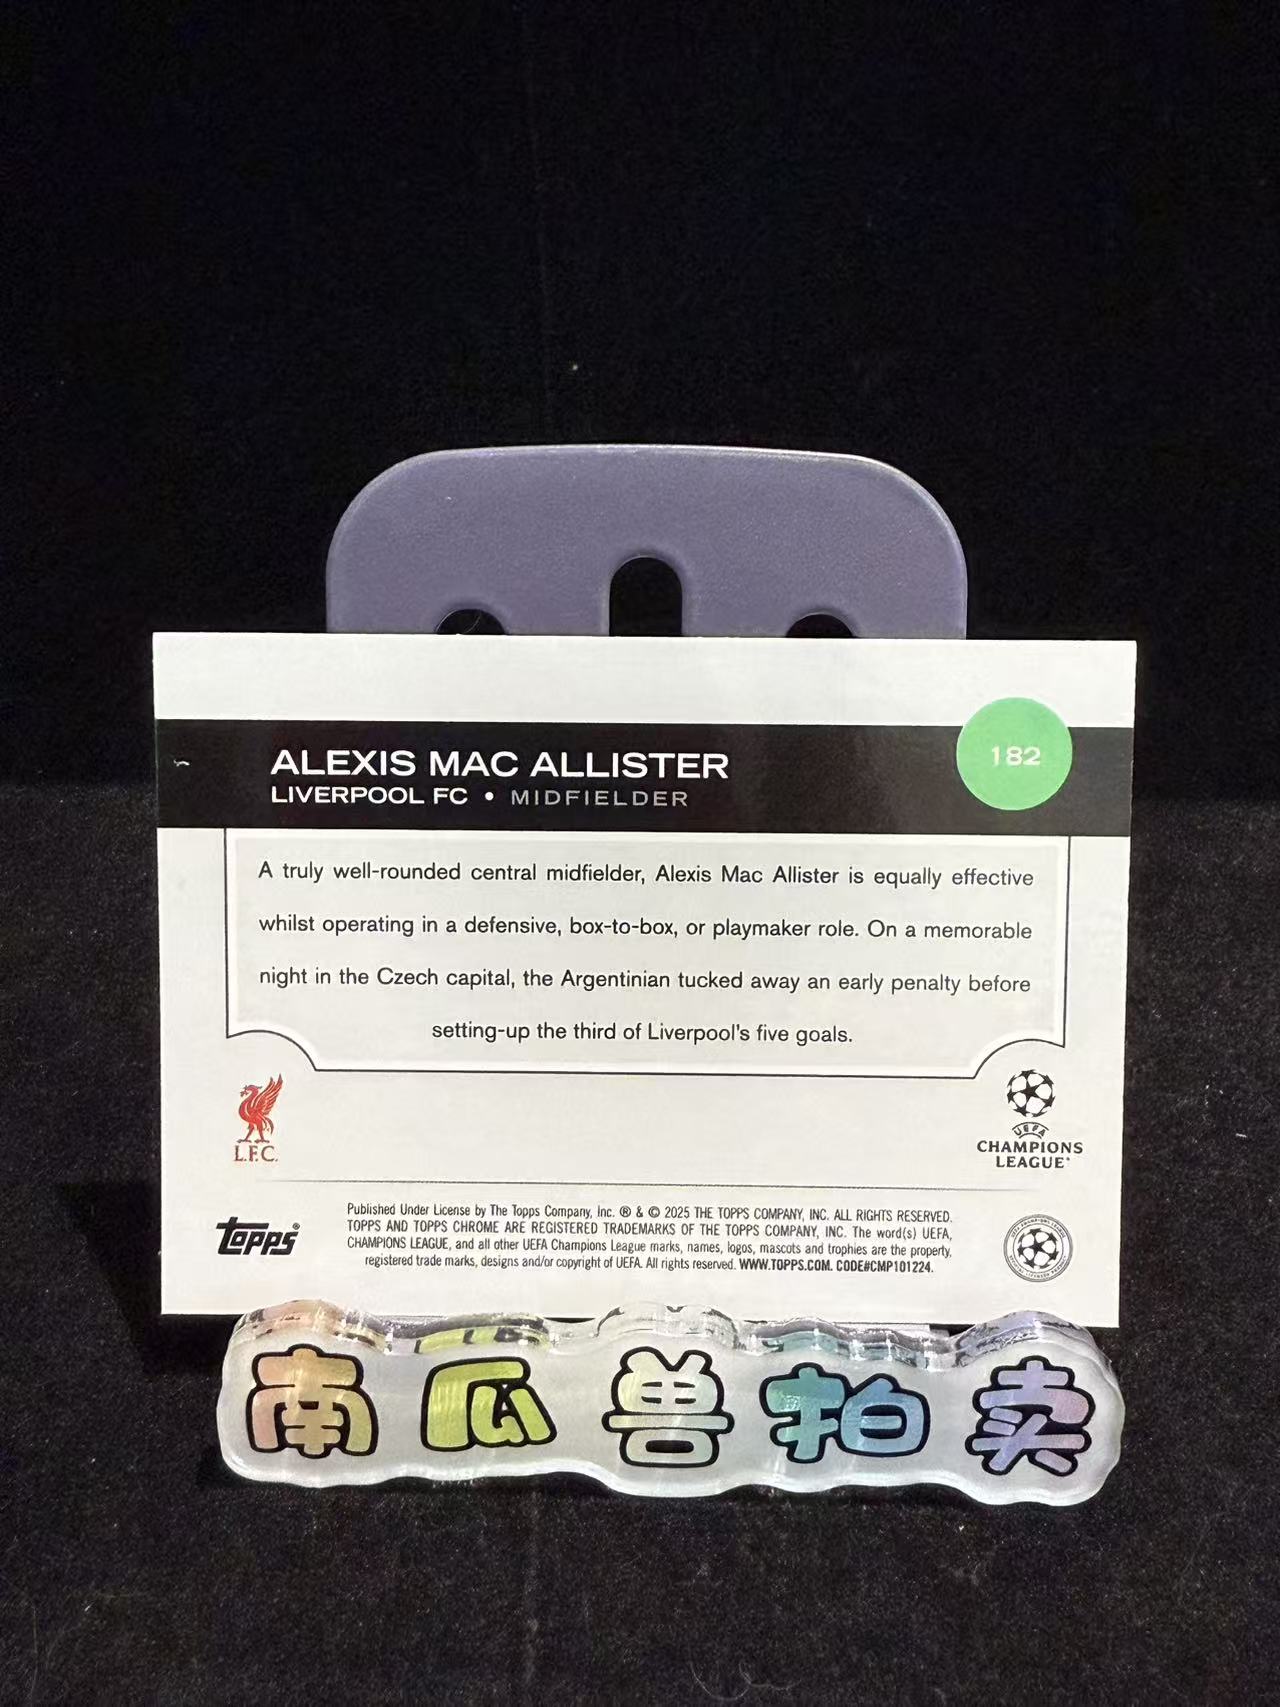 ALEXIS MAC ALLISTER
LIVERPOOL FC • MIDFIELDER
182
A truly well-rounded central midfielder, Alexis Mac Allister is equally effective
whilst operating in a defensive, box-to-box, or playmaker role. On a memorable
night in the Czech capital, the Argentinian tucked away an early penalty before
setting-up the third of Liverpool's five goals.
L.F.C.
UEFA
CHAMPIONS
LEAGUE
Topps®
Published Under License by The Topps Company, Inc. ® & © 2025 THE TOPPS COMPANY, INC. ALL RIGHTS RESERVED.
TOPPS AND TOPPS CHROME ARE REGISTERED TRADEMARKS OF THE TOPPS COMPANY, INC. The word(s) UEFA,
CHAMPIONS LEAGUE, and all other UEFA Champions League marks, names, logos, mascots and trophies are the property,
registered trade marks, designs and/or copyright of UEFA. All rights reserved. WWW.TOPPS.COM. CODE#CMP101224.
南瓜兽拍卖